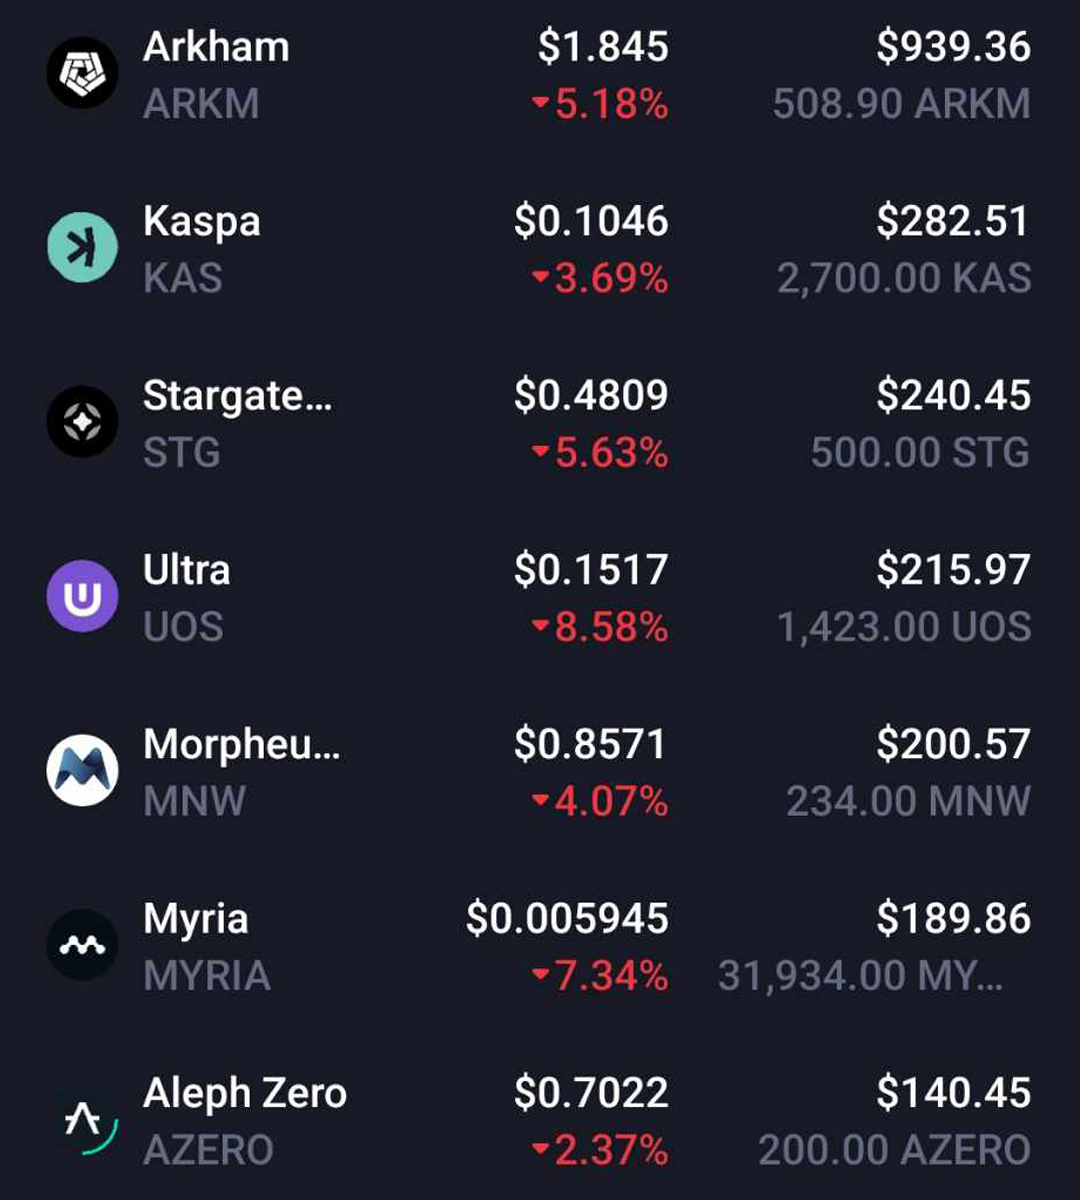 Arkham $1.845 $939.36
ARKM ▾5.18% 508.90 ARKM
Kaspa $0.1046 $282.51
KAS ▾3.69% 2,700.00 KAS
Stargate... $0.4809 $240.45
STG ▾5.63% 500.00 STG
Ultra $0.1517 $215.97
UOS ▾8.58% 1,423.00 UOS
Morpheu... $0.8571 $200.57
MNW ▾4.07% 234.00 MNW
Myria $0.005945 $189.86
MYRIA ▾7.34% 31,934.00 MY...
Aleph Zero $0.7022 $140.45
AZERO ▾2.37% 200.00 AZERO